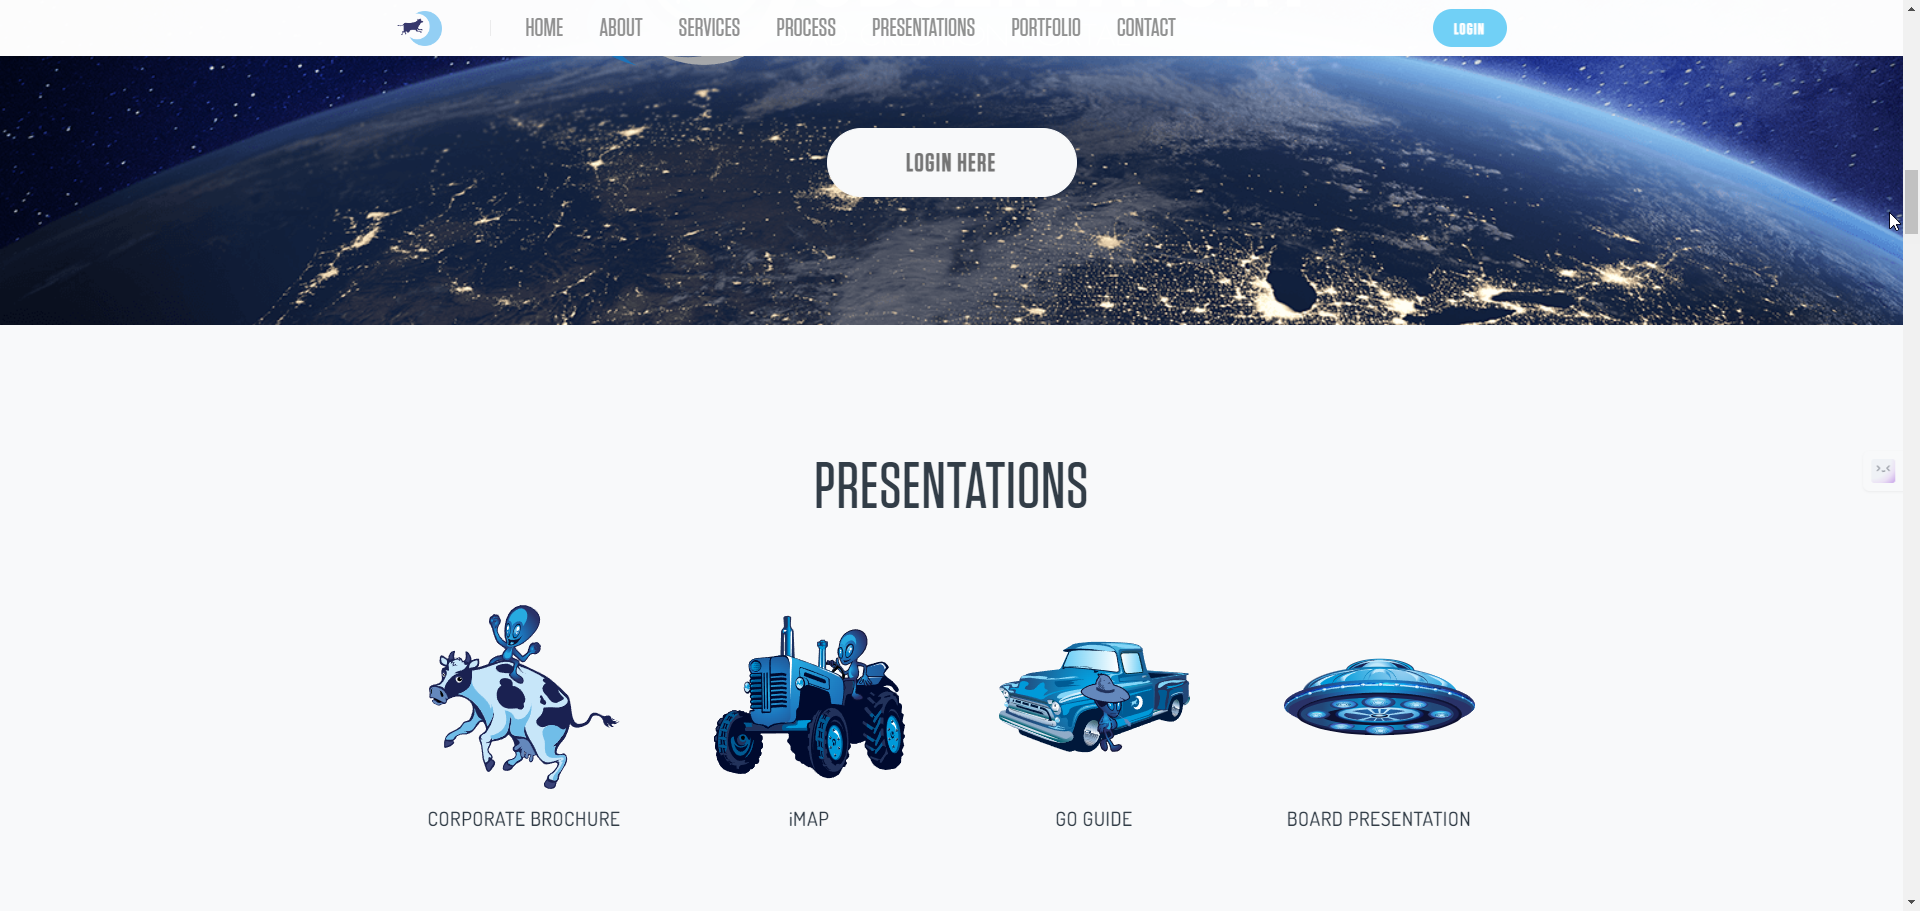 HOME ABOUT SERVICES PROCESS PRESENTATIONS PORTFOLIO CONTACT LOGIN
LOGIN HERE
PRESENTATIONS
CORPORATE BROCHURE iMAP GO GUIDE BOARD PRESENTATION